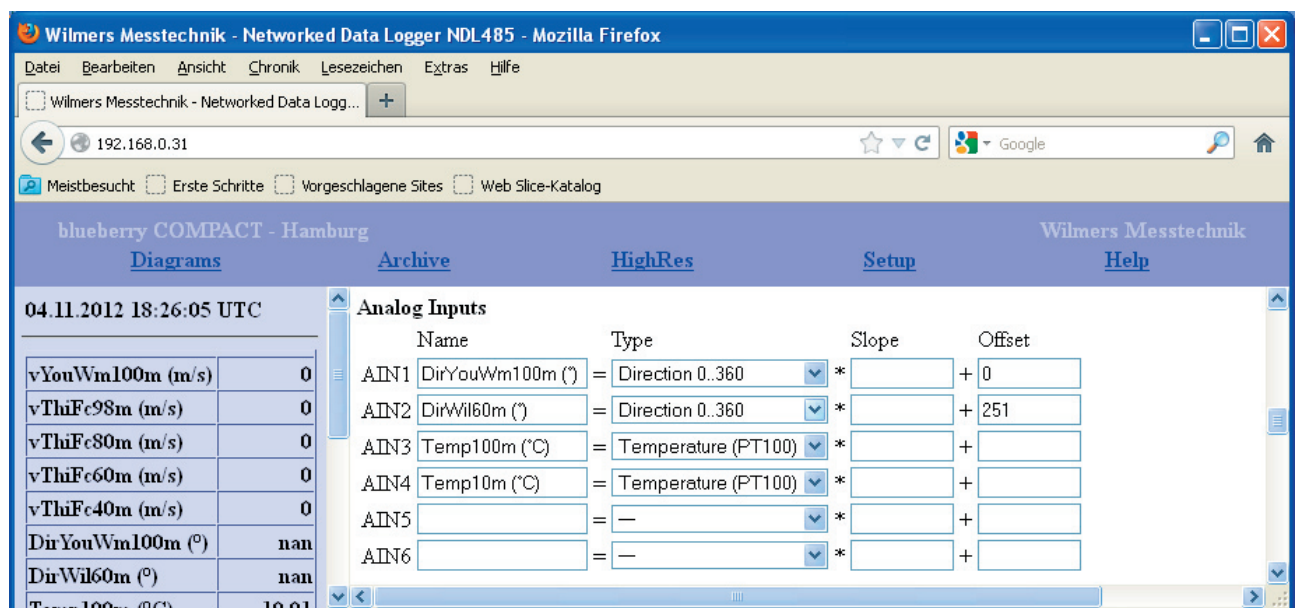 Wilmers Messtechnik - Networked Data Logger NDL485 - Mozilla Firefox
Datei Bearbeiten Ansicht Chronik Lesezeichen Extras Hilfe
Wilmers Messtechnik - Networked Data Logg... +
192.168.0.31 Google
Meistbesucht Erste Schritte Vorgeschlagene Sites Web Slice-Katalog
blueberry COMPACT - Hamburg Wilmers Messtechnik
Diagrams Archive HighRes Setup Help
04.11.2012 18:26:05 UTC
vYouWm100m (m/s) 0
vThiFc98m (m/s) 0
vThiFc80m (m/s) 0
vThiFc60m (m/s) 0
vThiFc40m (m/s) 0
DirYouWm100m (º) nan
DirWil60m (º) nan
Analog Inputs
Name Type Slope Offset
AIN1 DirYouWm100m (°) = Direction 0..360 * + 0
AIN2 DirWil60m (°) = Direction 0..360 * + 251
AIN3 Temp100m (°C) = Temperature (PT100) * +
AIN4 Temp10m (°C) = Temperature (PT100) * +
AIN5 = — * +
AIN6 = — * +